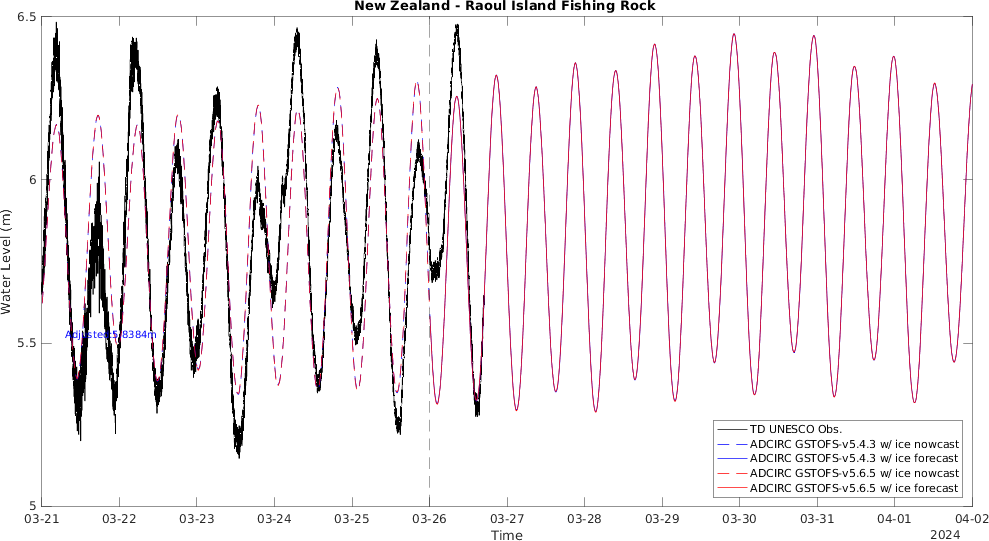 New Zealand - Raoul Island Fishing Rock
6.5
6
5.5
5
Water Level (m)
Adjusted:5.8384m
TD UNESCO Obs.
ADCIRC GSTOFS-v5.4.3 w/ ice nowcast
ADCIRC GSTOFS-v5.4.3 w/ ice forecast
ADCIRC GSTOFS-v5.6.5 w/ ice nowcast
ADCIRC GSTOFS-v5.6.5 w/ ice forecast
03-21 03-22 03-23 03-24 03-25 03-26 03-27 03-28 03-29 03-30 03-31 04-01 04-02
Time
2024